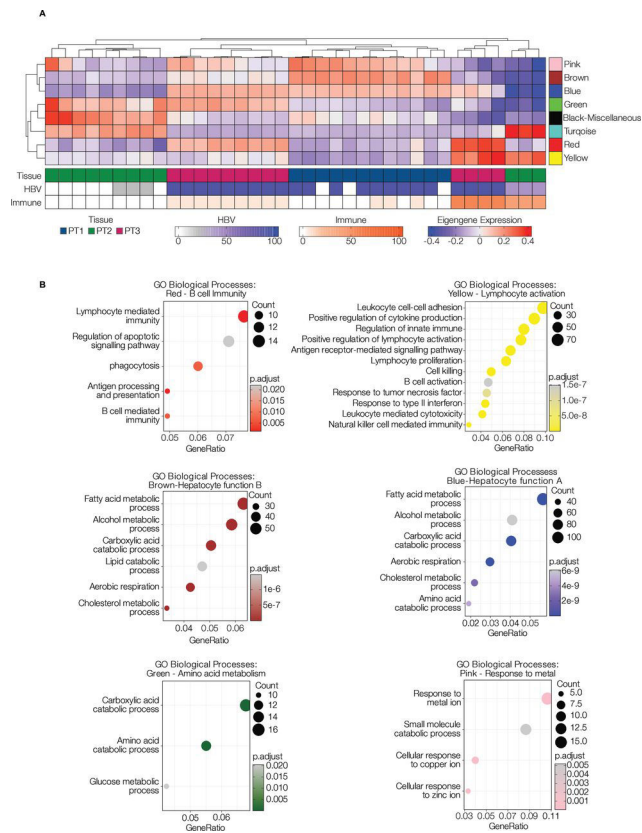 A
Pink
Brown
Blue
Green
Black-Miscellaneous
Turqoise
Red
Yellow
Tissue
HBV
Immune
Tissue
PT1 PT2 PT3
HBV
0 50 100
Immune
0 50 100
Eigengene Expression
-0.4 -0.2 0 0.2 0.4
B
GO Biological Processes:
Red - B cell Immunity
Lymphocyte mediated
immunity
Regulation of apoptotic
signalling pathway
phagocytosis
Antigen processing
and presentation
B cell mediated
immunity
0.05 0.06 0.07
GeneRatio
Count
10
12
14
p.adjust
0.020
0.015
0.010
0.005
GO Biological Processes:
Yellow - Lymphocyte activation
Leukocyte cell-cell adhesion
Positive regulation of cytokine production
Regulation of innate immune
Positive regulation of lymphocyte activation
Antigen receptor-mediated signalling pathway
Lymphocyte proliferation
Cell killing
B cell activation
Response to tumor necrosis factor
Response to type II interferon
Leukocyte mediated cytotoxicity
Natural killer cell mediated immunity
0.04 0.06 0.08 0.10
GeneRatio
Count
30
50
70
p.adjust
1.5e-7
1.0e-7
5.0e-8
GO Biological Processes:
Brown-Hepatocyte function B
Fatty acid metabolic
process
Alcohol metabolic
process
Carboxylic acid
catabolic process
Lipid catabolic
process
Aerobic respiration
Cholesterol metabolic
process
0.04 0.05 0.06
GeneRatio
Count
30
40
50
p.adjust
1e-6
5e-7
GO Biological Processes
Blue-Hepatocyte function A
Fatty acid metabolic
process
Alcohol metabolic
process
Carboxylic acid
catabolic process
Aerobic respiration
Cholesterol metabolic
process
Amino acid
catabolic process
0.02 0.03 0.04 0.05
GeneRatio
Count
40
60
80
100
p.adjust
6e-9
4e-9
2e-9
GO Biological Processes:
Green - Amino acid metabolism
Carboxylic acid
catabolic process
Amino acid
catabolic process
Glucose metabolic
process
0.05 0.06
GeneRatio
Count
10
12
14
16
p.adjust
0.020
0.015
0.010
0.005
GO Biological Processes:
Pink - Response to metal
Response to
metal ion
Small molecule
catabolic process
Cellular response
to copper ion
Cellular response
to zinc ion
0.03 0.05 0.07 0.09 0.11
GeneRatio
Count
5.0
7.5
10.0
12.5
15.0
p.adjust
0.005
0.004
0.003
0.002
0.001